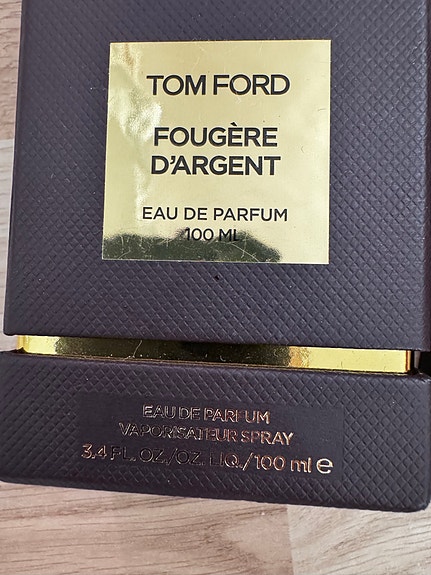 TOM FORD
FOUGÈRE
D'ARGENT
EAU DE PARFUM
100 ML
EAU DE PARFUM
VAPORISATEUR SPRAY
3.4 FL. OZ./OZ. LIQ./100 ml e